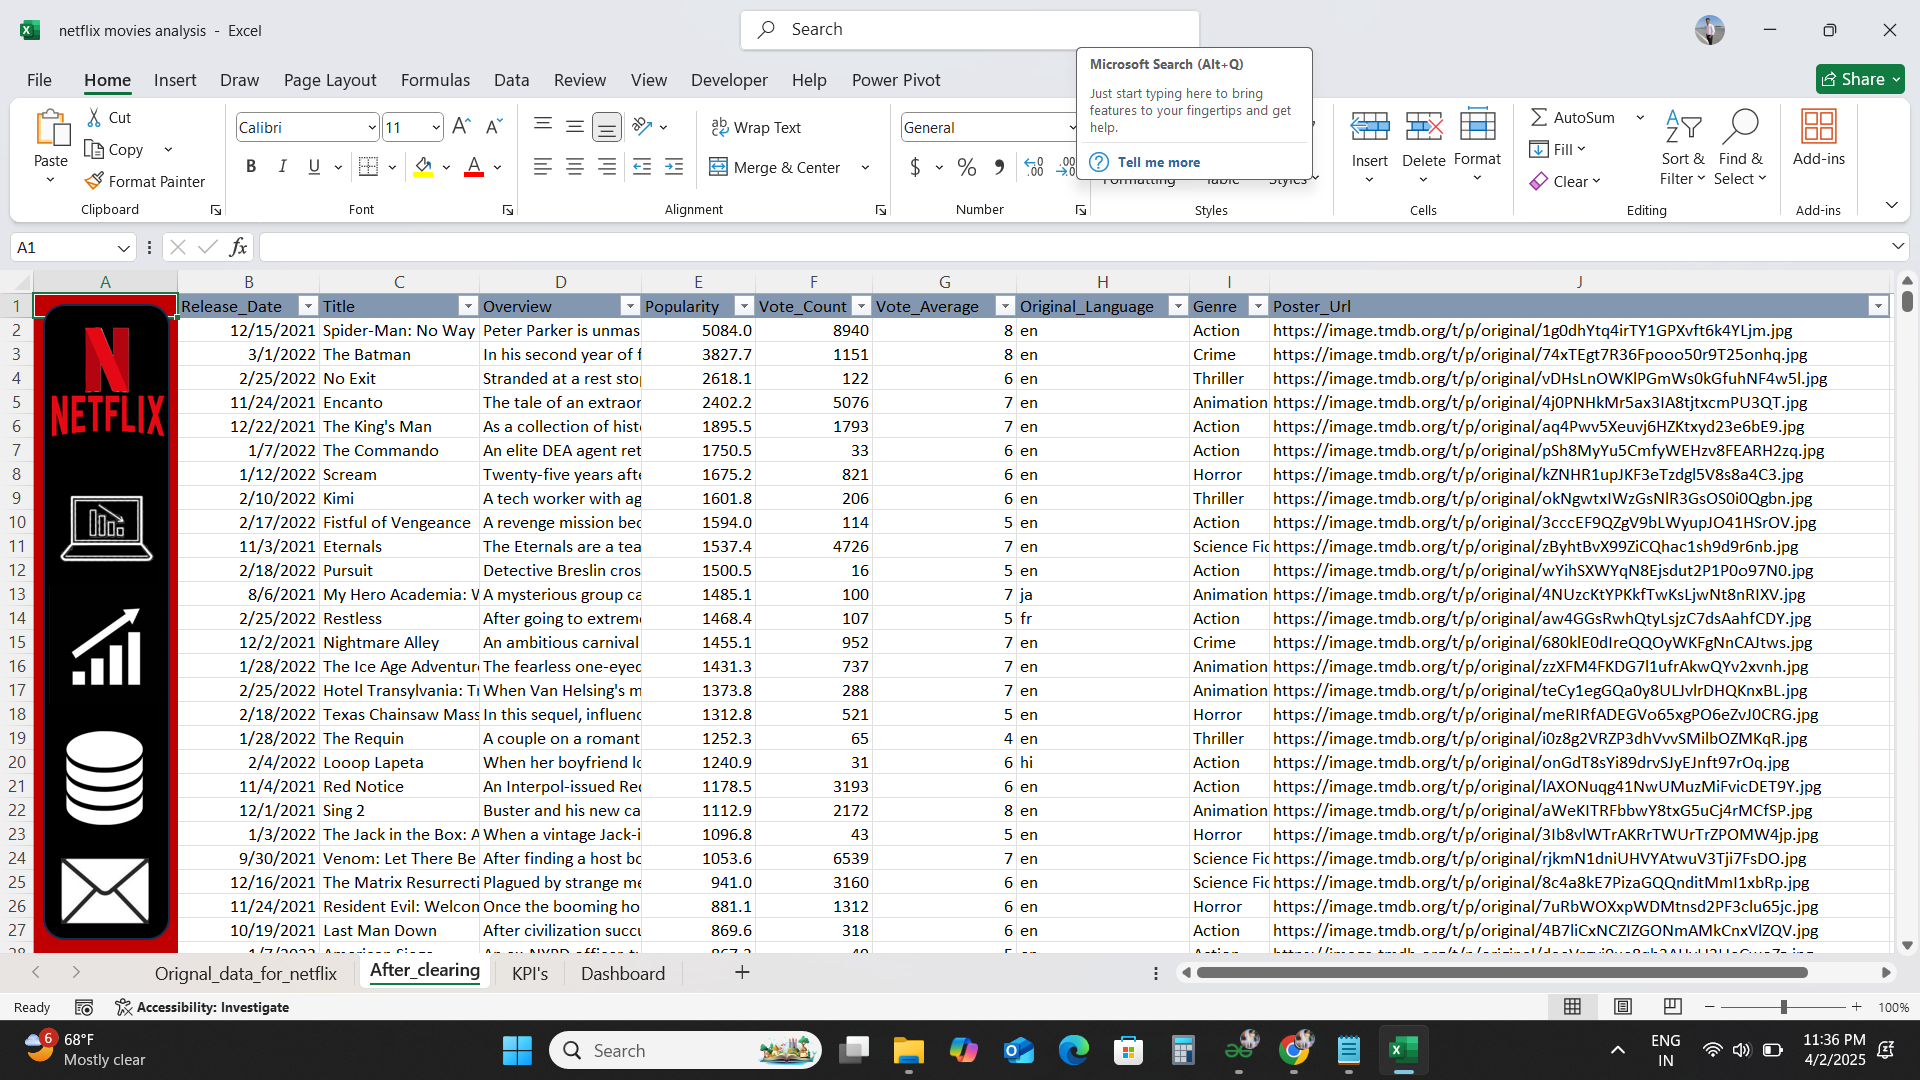 netflix movies analysis - Excel
Search
File Home Insert Draw Page Layout Formulas Data Review View Developer Help Power Pivot
Share
Microsoft Search (Alt+Q)
Just start typing here to bring
features to your fingertips and get
help.
Tell me more
Paste
Cut
Copy
Format Painter
Clipboard
Calibri
11
B I U
Font
Wrap Text
Merge & Center
Alignment
General
Number
Styles
Insert
Delete
Format
Cells
AutoSum
Fill
Clear
Sort &
Filter
Find &
Select
Editing
Add-ins
Add-ins
A1
fx
A B C D E F G H I J
1 Release_Date Title Overview Popularity Vote_Count Vote_Average Original_Language Genre Poster_Url
2 12/15/2021 Spider-Man: No Way Peter Parker is unmas 5084.0 8940 8 en Action https://image.tmdb.org/t/p/original/1g0dhYtq4irTY1GPXvft6k4YLjm.jpg
3 3/1/2022 The Batman In his second year of f 3827.7 1151 8 en Crime https://image.tmdb.org/t/p/original/74xTEgt7R36Fpooo50r9T25onhq.jpg
4 2/25/2022 No Exit Stranded at a rest stop 2618.1 122 6 en Thriller https://image.tmdb.org/t/p/original/vDHsLnOWKlPGmWs0kGfuhNF4w5l.jpg
5 11/24/2021 Encanto The tale of an extraor 2402.2 5076 7 en Animation https://image.tmdb.org/t/p/original/4j0PNHkMr5ax3IA8tjtxcmPU3QT.jpg
6 12/22/2021 The King's Man As a collection of hist 1895.5 1793 7 en Action https://image.tmdb.org/t/p/original/aq4Pwv5Xeuvj6HZKtxyd23e6bE9.jpg
7 1/7/2022 The Commando An elite DEA agent ret 1750.5 33 6 en Action https://image.tmdb.org/t/p/original/pSh8MyYu5CmfyWEHzv8FEARH2zq.jpg
8 1/12/2022 Scream Twenty-five years afte 1675.2 821 6 en Horror https://image.tmdb.org/t/p/original/kZNHR1upJKF3eTzdgl5V8s8a4C3.jpg
9 2/10/2022 Kimi A tech worker with ag 1601.8 206 6 en Thriller https://image.tmdb.org/t/p/original/okNgwtxIWzGsNlR3GsOS0i0Qgbn.jpg
10 2/17/2022 Fistful of Vengeance A revenge mission bec 1594.0 114 5 en Action https://image.tmdb.org/t/p/original/3cccEF9QZgV9bLWyupJO41HSrOV.jpg
11 11/3/2021 Eternals The Eternals are a tea 1537.4 4726 7 en Science Fic https://image.tmdb.org/t/p/original/zByhtBvX99ZiCQhac1sh9d9r6nb.jpg
12 2/18/2022 Pursuit Detective Breslin cros 1500.5 16 5 en Action https://image.tmdb.org/t/p/original/wYihSXWYqN8Ejsdut2P1P0o97N0.jpg
13 8/6/2021 My Hero Academia: W A mysterious group ca 1485.1 100 7 ja Animation https://image.tmdb.org/t/p/original/4NUzcKtYPKkfTwKsLjwNt8nRIXV.jpg
14 2/25/2022 Restless After going to extrem 1468.4 107 5 fr Action https://image.tmdb.org/t/p/original/aw4GGsRwhQtyLsjzC7dsAahfCDY.jpg
15 12/2/2021 Nightmare Alley An ambitious carnival 1455.1 952 7 en Crime https://image.tmdb.org/t/p/original/680klE0dIreQQOyWKFgNnCAJtws.jpg
16 1/28/2022 The Ice Age Adventur The fearless one-eyed 1431.3 737 7 en Animation https://image.tmdb.org/t/p/original/zzXFM4FKDG7l1ufrAkwQYv2xvnh.jpg
17 2/25/2022 Hotel Transylvania: Tr When Van Helsing's m 1373.8 288 7 en Animation https://image.tmdb.org/t/p/original/teCy1egGQa0y8ULJvlrDHQKnxBL.jpg
18 2/18/2022 Texas Chainsaw Mass In this sequel, influenc 1312.8 521 5 en Horror https://image.tmdb.org/t/p/original/meRIRfADEGVo65xgPO6eZvJ0CRG.jpg
19 1/28/2022 The Requin A couple on a romant 1252.3 65 4 en Thriller https://image.tmdb.org/t/p/original/i0z8g2VRZP3dhVvvSMilbOZMKqR.jpg
20 2/4/2022 Looop Lapeta When her boyfriend lo 1240.9 31 6 hi Action https://image.tmdb.org/t/p/original/onGdT8sYi89drvSJyEJnft97rOq.jpg
21 11/4/2021 Red Notice An Interpol-issued Red 1178.5 3193 6 en Action https://image.tmdb.org/t/p/original/lAXONuqg41NwUMuzMiFvicDET9Y.jpg
22 12/1/2021 Sing 2 Buster and his new ca 1112.9 2172 8 en Animation https://image.tmdb.org/t/p/original/aWeKITRFbbwY8txG5uCj4rMCfSP.jpg
23 1/3/2022 The Jack in the Box: A When a vintage Jack-i 1096.8 43 5 en Horror https://image.tmdb.org/t/p/original/3Ib8vlWTrAKRrTWUrTrZPOMW4jp.jpg
24 9/30/2021 Venom: Let There Be After finding a host bo 1053.6 6539 7 en Science Fic https://image.tmdb.org/t/p/original/rjkmN1dniUHVYAtwuV3Tji7FsDO.jpg
25 12/16/2021 The Matrix Resurrecti Plagued by strange me 941.0 3160 6 en Science Fic https://image.tmdb.org/t/p/original/8c4a8kE7PizaGQQnditMmI1xbRp.jpg
26 11/24/2021 Resident Evil: Welcon Once the booming ho 881.1 1312 6 en Horror https://image.tmdb.org/t/p/original/7uRbWOXxpWDMtnsd2PF3clu65jc.jpg
27 10/19/2021 Last Man Down After civilization succu 869.6 318 6 en Action https://image.tmdb.org/t/p/original/4B7liCxNCZIZGONmAMkCnxVlZQV.jpg
NETFLIX
Orignal_data_for_netflix After_clearing KPI's Dashboard
Ready Accessibility: Investigate 100%
6
68°F
Mostly clear
Search
ENG
IN
11:36 PM
4/2/2025